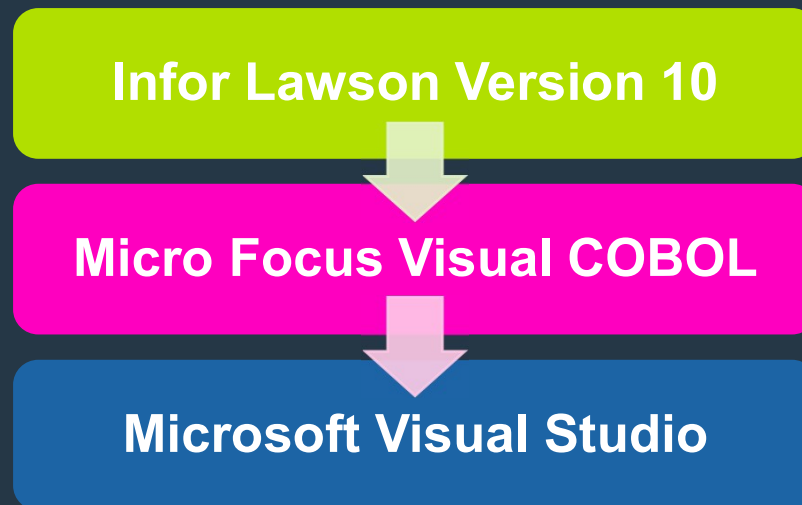 Infor Lawson Version 10
Micro Focus Visual COBOL
Microsoft Visual Studio